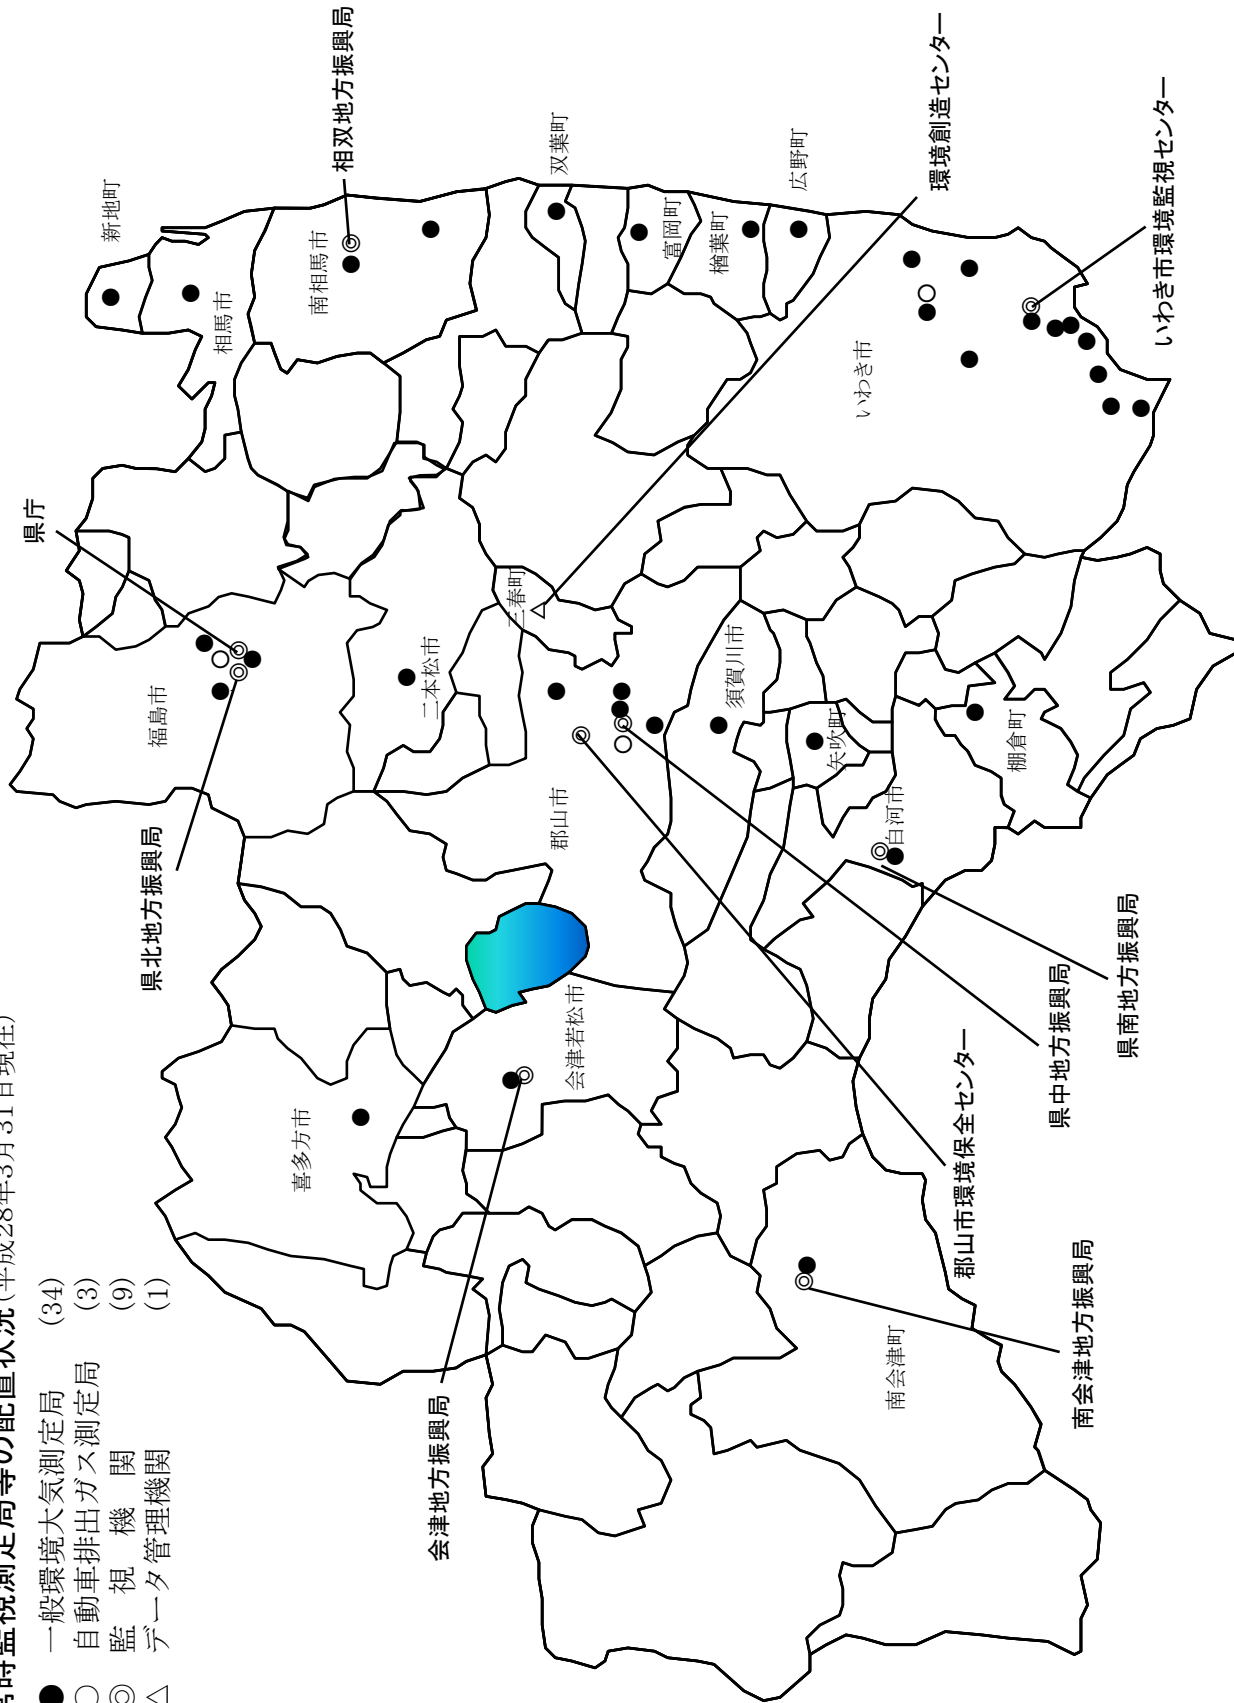 常時監視測定局等の配置状況(平成28年3月31日現在)
● 一般環境大気測定局 (34)
○ 自動車排出ガス測定局 (3)
◎ 監視機関 (9)
△ データ管理機関 (1)
県庁
新地町
相馬市
相双地方振興局
南相馬市
福島市
県北地方振興局
二本松市
双葉町
富岡町
楢葉町
広野町
三春町
環境創造センター
喜多方市
会津若松市
会津地方振興局
郡山市
須賀川市
矢吹町
白河市
棚倉町
いわき市
いわき市環境監視センター
県南地方振興局
県中地方振興局
郡山市環境保全センター
南会津町
南会津地方振興局